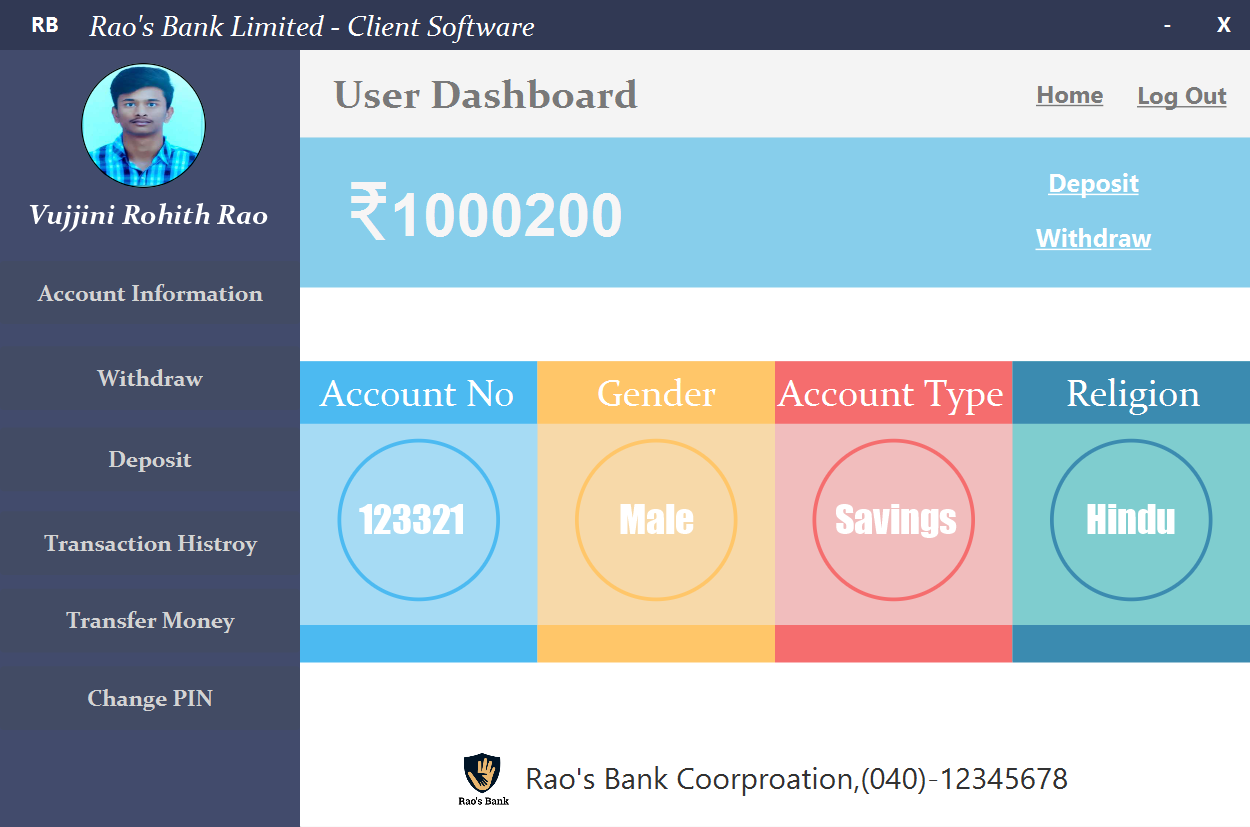 RB Rao's Bank Limited - Client Software - X
Vujjini Rohith Rao
Account Information
Withdraw
Deposit
Transaction Histroy
Transfer Money
Change PIN
User Dashboard Home Log Out
₹1000200
Deposit
Withdraw
Account No Gender Account Type Religion
123321 Male Savings Hindu
Rao's Bank
Rao's Bank Coorproation,(040)-12345678